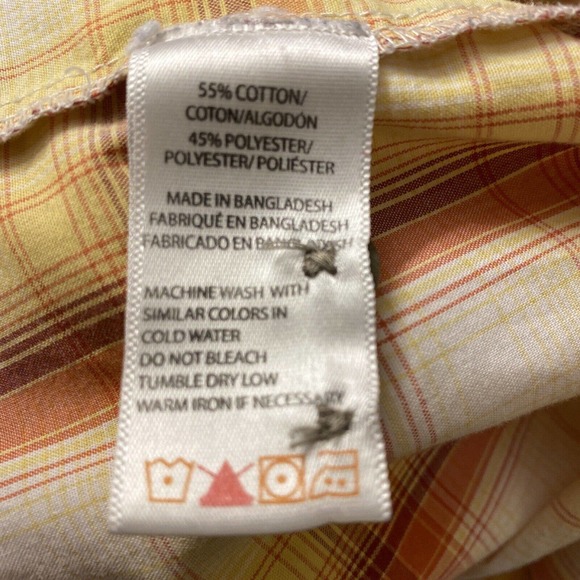 55% COTTON/
COTON/ALGODÓN
45% POLYESTER/
POLYESTER/ POLIÉSTER
MADE IN BANGLADESH
FABRIQUÉ EN BANGLADESH
FABRICADO EN BANGLADESH
MACHINE WASH WITH
SIMILAR COLORS IN
COLD WATER
DO NOT BLEACH
TUMBLE DRY LOW
WARM IRON IF NECESSARY